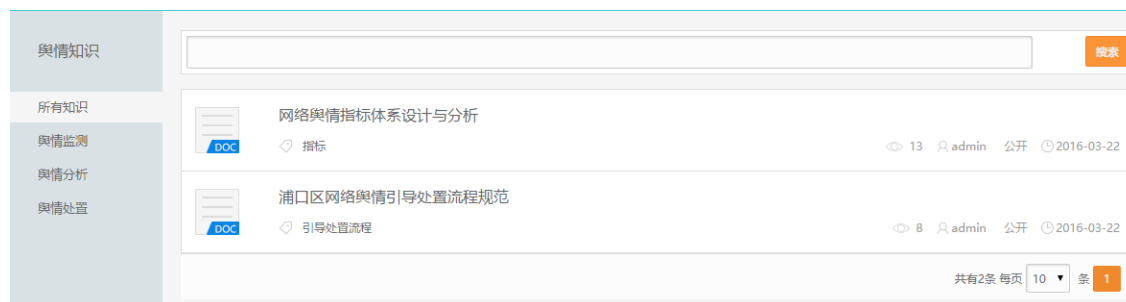 舆情知识
搜索
所有知识
舆情监测
舆情分析
舆情处置
网络舆情指标体系设计与分析
DOC
指标
13 admin 公开 2016-03-22
浦口区网络舆情引导处置流程规范
DOC
引导处置流程
8 admin 公开 2016-03-22
共有2条 每页 10 条 1